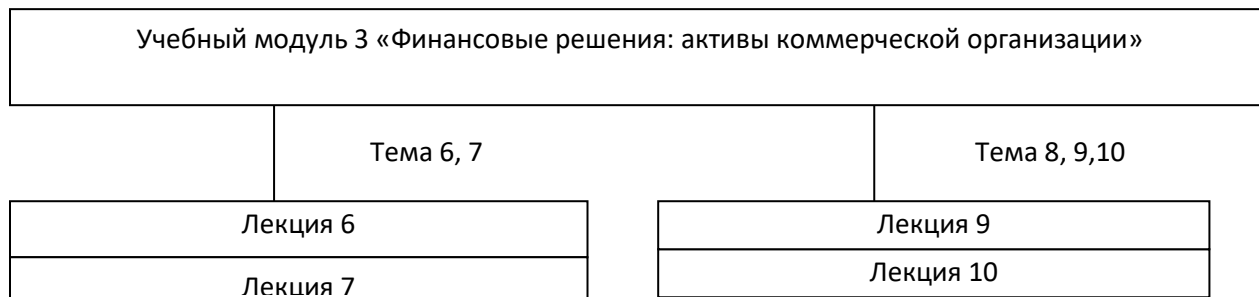 Учебный модуль 3 «Финансовые решения: активы коммерческой организации»
Тема 6, 7
Тема 8, 9,10
Лекция 6
Лекция 9
Лекция 7
Лекция 10